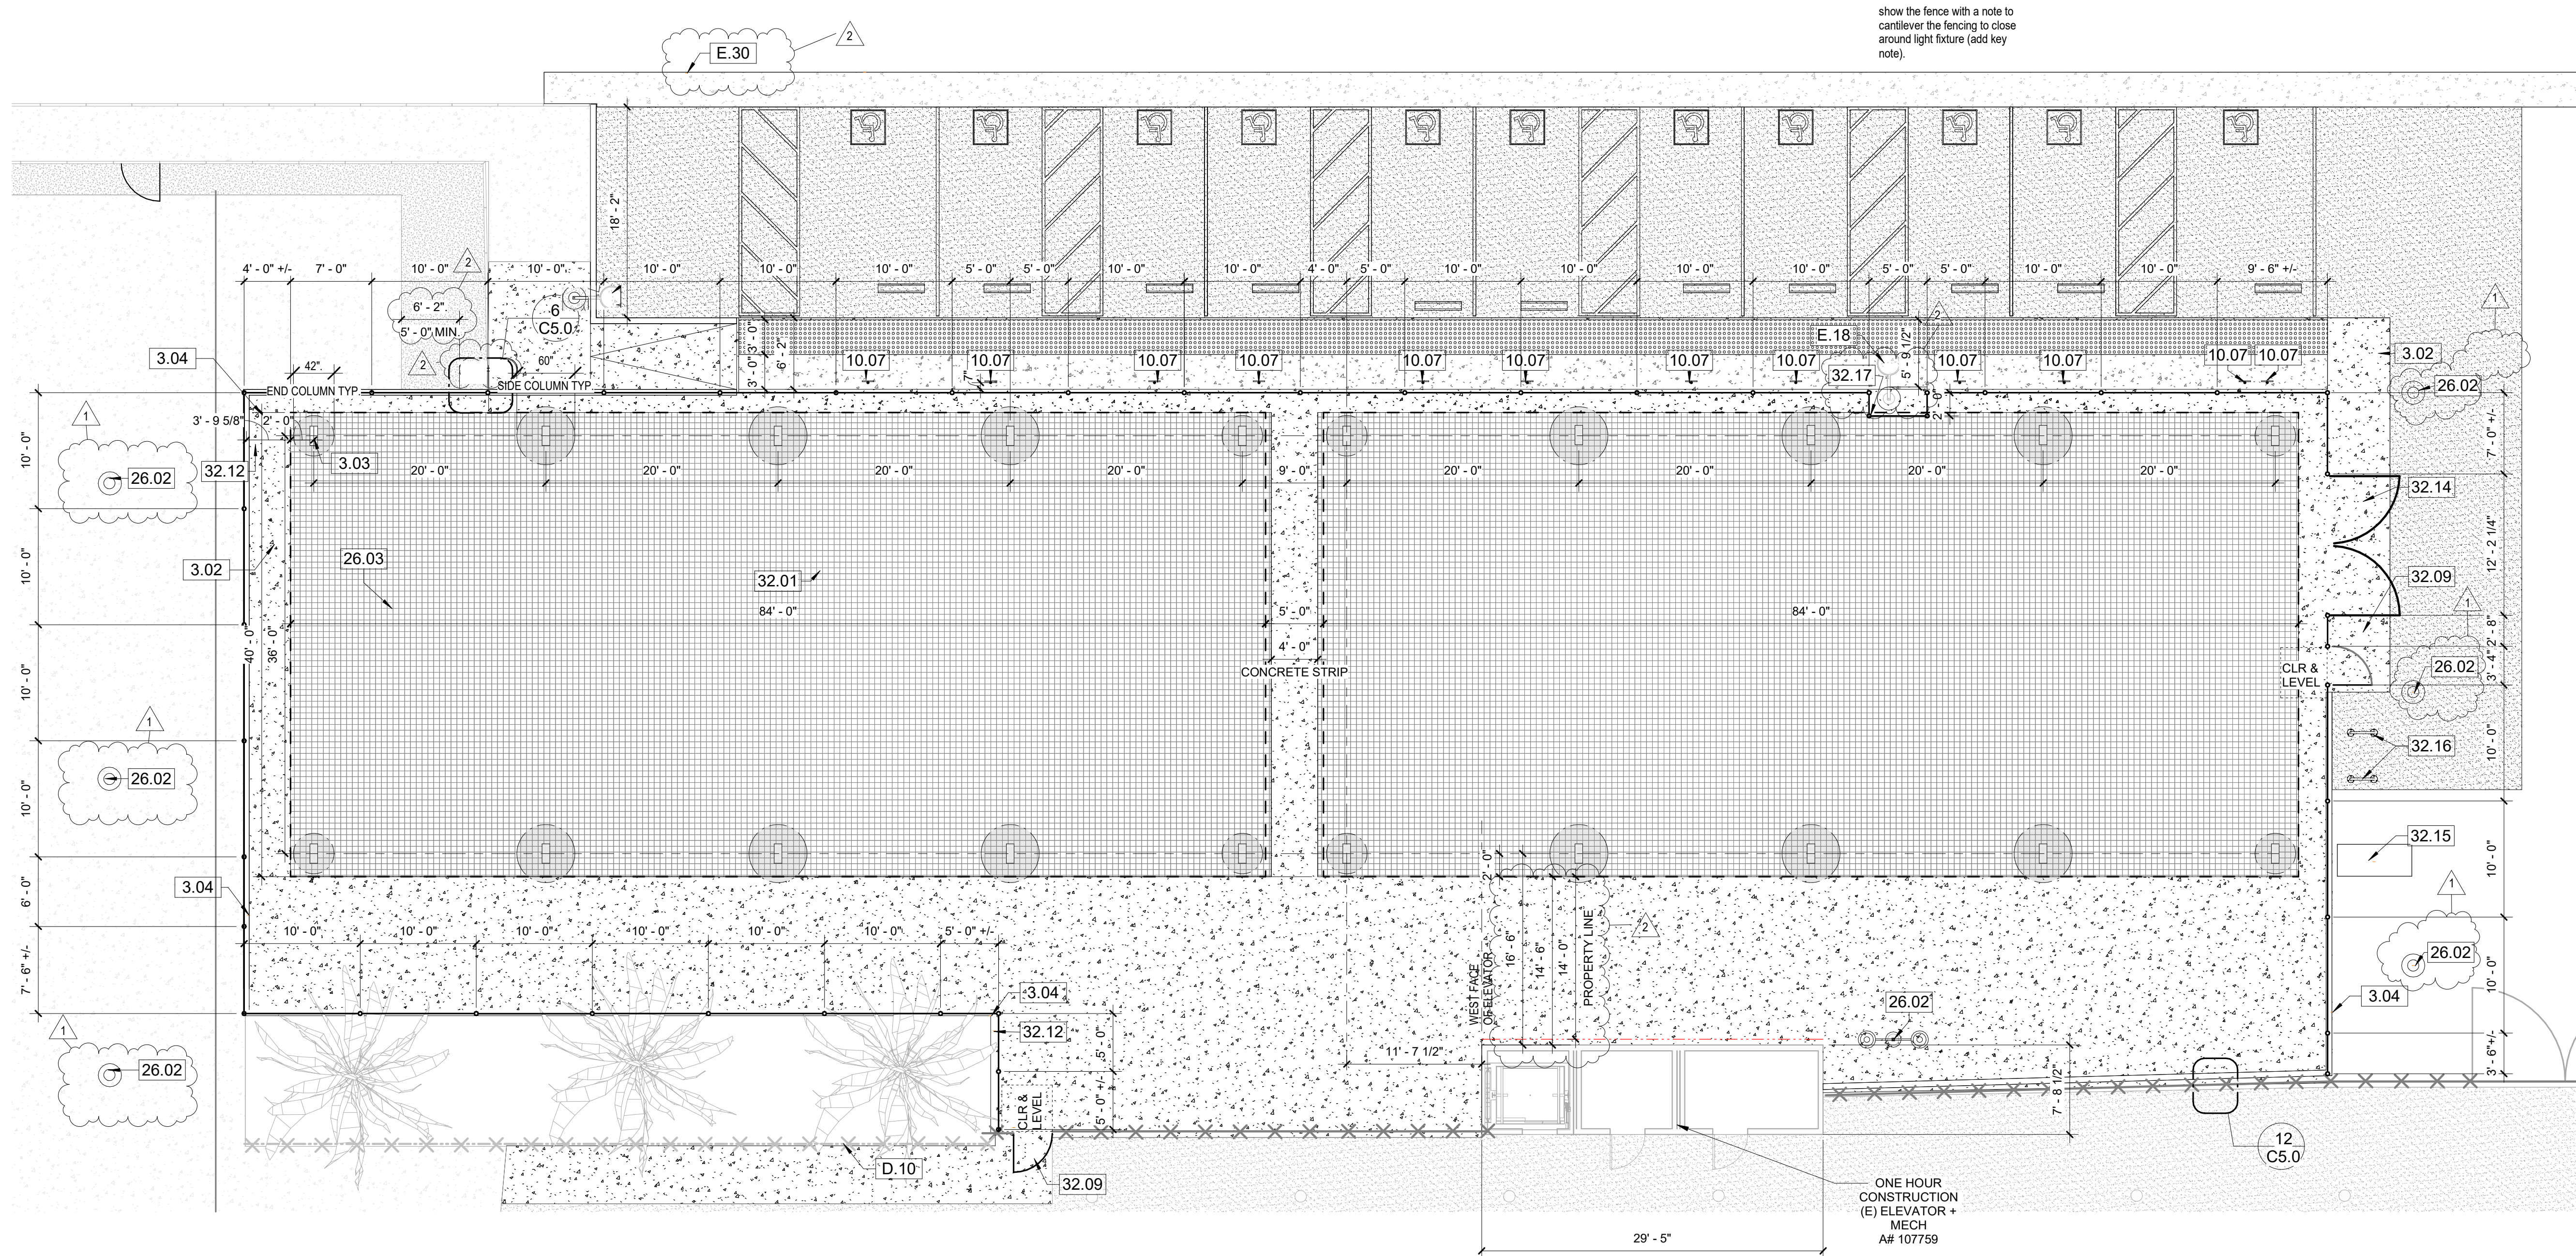 show the fence with a note to
cantilever the fencing to close
around light fixture (add key
note).
2
E.30
18' - 2"
4' - 0" +/-
7' - 0"
10' - 0"
2
10' - 0"
10' - 0"
10' - 0"
10' - 0"
5' - 0"
5' - 0"
10' - 0"
10' - 0"
4' - 0"
5' - 0"
10' - 0"
10' - 0"
10' - 0"
10' - 0"
5' - 0"
5' - 0"
10' - 0"
10' - 0"
9' - 6" +/-
1
6' - 2"
5' - 0" MIN.
6
C5.0
2
2
3' - 0"
3' - 0"
6' - 2"
E.18
5' - 9 1/2"
3.04
42"
60"
10.07
10.07
7"
10.07
10.07
10.07
10.07
10.07
10.07
32.17
10.07
10.07
10.07
10.07
3.02
26.02
END COLUMN TYP.
SIDE COLUMN TYP.
2' - 0"
1
3' - 9 5/8"
2' - 0"
10' - 0"
7' - 0" +/-
32.12
3.03
26.02
20' - 0"
20' - 0"
20' - 0"
20' - 0"
9' - 0"
20' - 0"
20' - 0"
20' - 0"
20' - 0"
32.14
12' - 2 1/4"
10' - 0"
3.02
26.03
32.01
32.09
1
84' - 0"
5' - 0"
84' - 0"
2' - 8"
40' - 0"
36' - 0"
4' - 0"
CONCRETE STRIP
CLR &
LEVEL
3' - 4"
26.02
10' - 0"
1
32.16
10' - 0"
26.02
10' - 0"
32.15
10' - 0"
3.04
6' - 0"
2' - 0"
1
10' - 0"
10' - 0"
10' - 0"
10' - 0"
10' - 0"
10' - 0"
5' - 0" +/-
16' - 6"
14' - 6"
14' - 0"
PROPERTY LINE
2
26.02
7' - 6" +/-
WEST FACE
OF ELEVATOR
10' - 0"
3.04
26.02
3.04
1
32.12
5' - 0"
11' - 7 1/2"
3' - 6"+/-
26.02
7' - 8 1/2"
5' - 0" +/-
CLR &
LEVEL
12
C5.0
D.10
32.09
ONE HOUR
CONSTRUCTION
(E) ELEVATOR +
MECH
A# 107759
29' - 5"